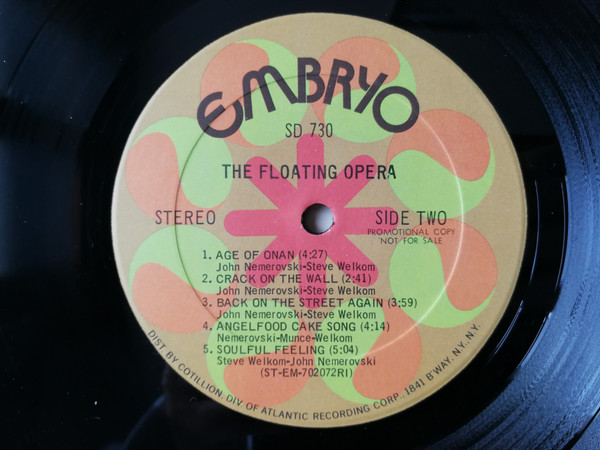 EMBRYO
SD 730
THE FLOATING OPERA
STEREO
SIDE TWO
PROMOTIONAL COPY
NOT FOR SALE
1. AGE OF ONAN (4:27)
John Nemerovski-Steve Welkom
2. CRACK ON THE WALL (2:41)
John Nemerovski-Steve Welkom
3. BACK ON THE STREET AGAIN (3:59)
John Nemerovski-Steve Welkom
4. ANGELFOOD CAKE SONG (4:14)
Nemerovski-Munce-Welkom
5. SOULFUL FEELING (5:04)
Steve Welkom-John Nemerovski
(ST-EM-702072RI)
DIST. BY COTILLION, DIV. OF ATLANTIC RECORDING CORP., 1841 B'WAY, N.Y., N.Y.